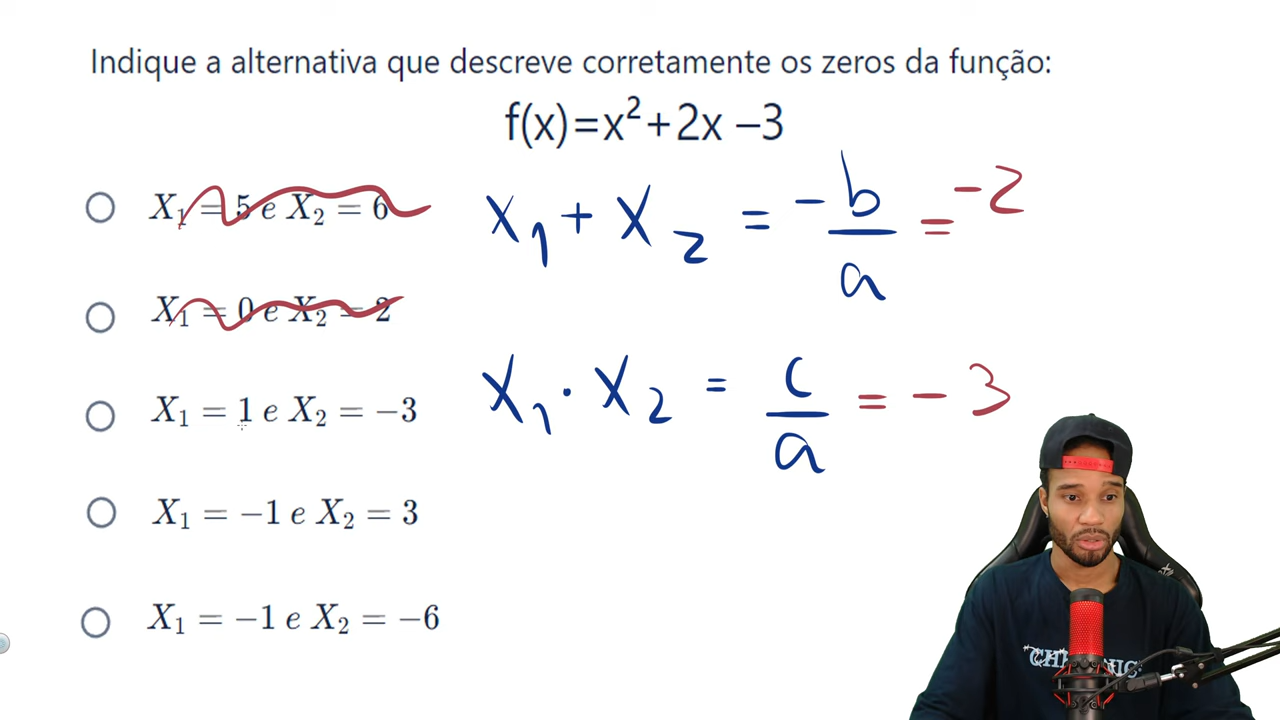 Indique a alternativa que descreve corretamente os zeros da função:
f(x)=x²+2x –3
X₁ = 5 e X₂ = 6
X₁ = 0 e X₂ = 2
X₁ = 1 e X₂ = −3
X₁ = −1 e X₂ = 3
X₁ = −1 e X₂ = −6
X₁ + X₂ = − b/a = −2
X₁ · X₂ = c/a = − 3